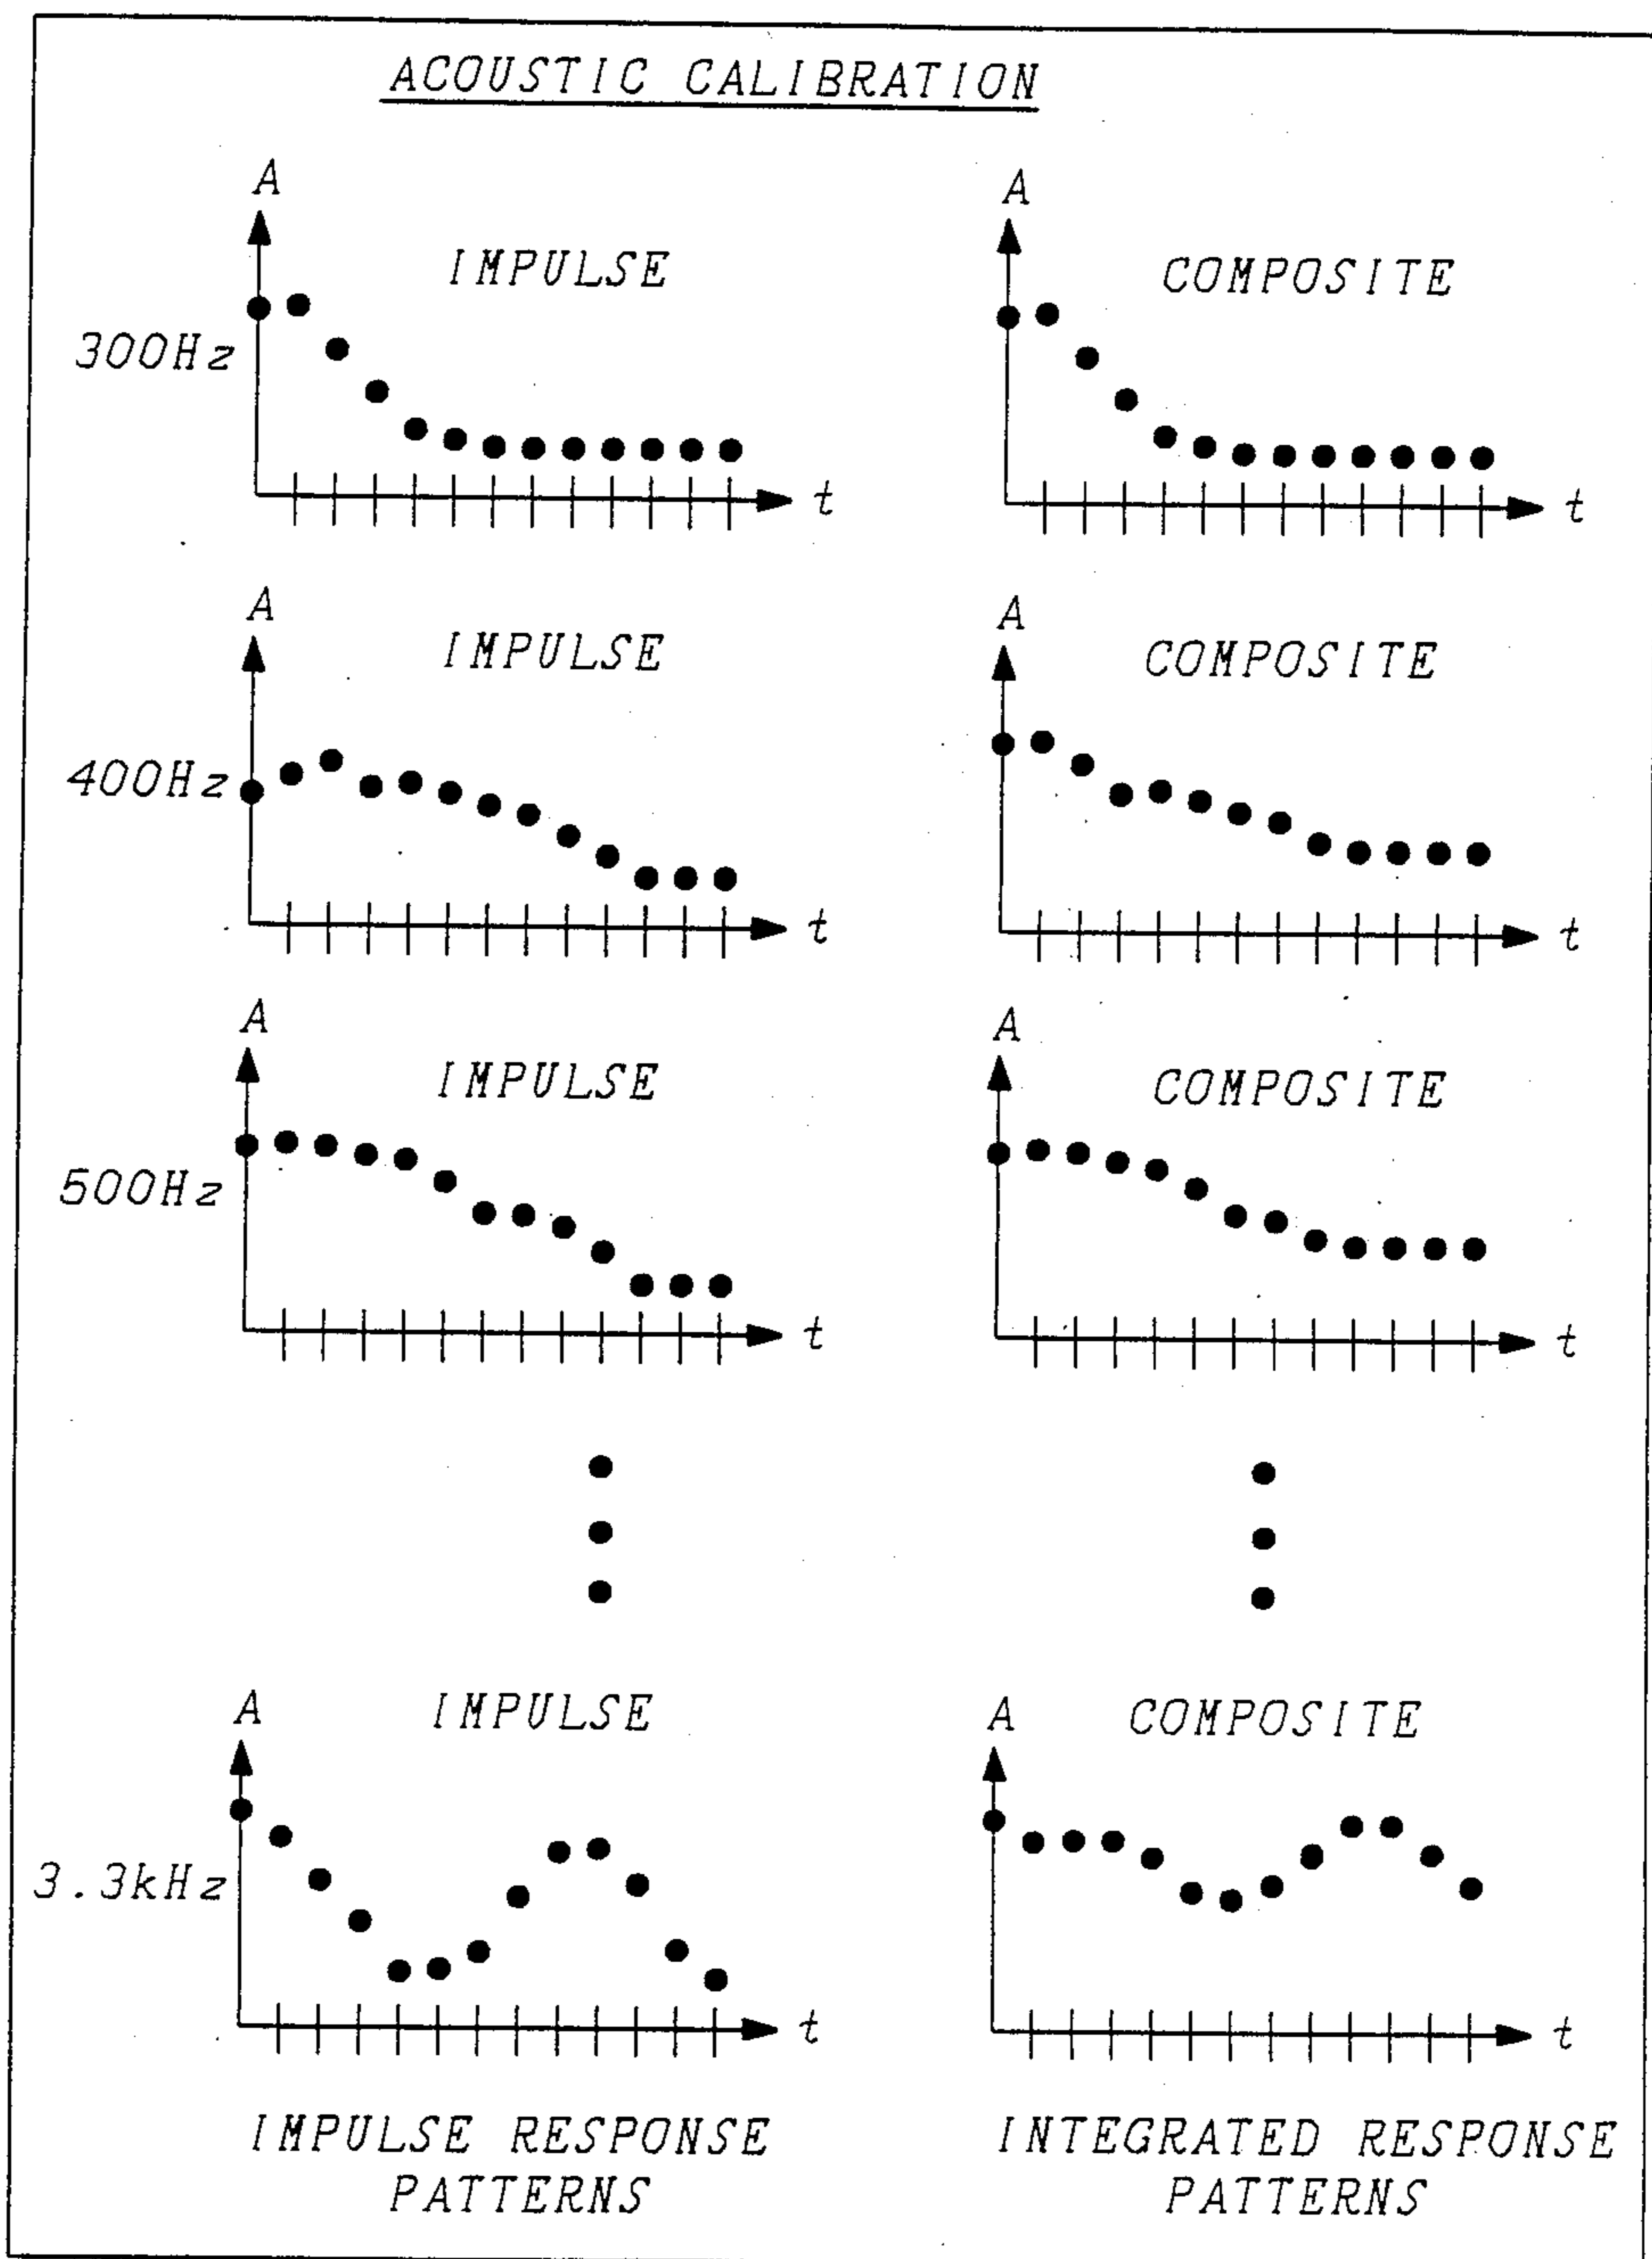 ACOUSTIC CALIBRATION
A
IMPULSE
300Hz
t
A
COMPOSITE
t
A
IMPULSE
400Hz
t
A
COMPOSITE
t
A
IMPULSE
500Hz
t
A
COMPOSITE
t
A
IMPULSE
3.3kHz
t
A
COMPOSITE
t
IMPULSE RESPONSE
PATTERNS
INTEGRATED RESPONSE
PATTERNS